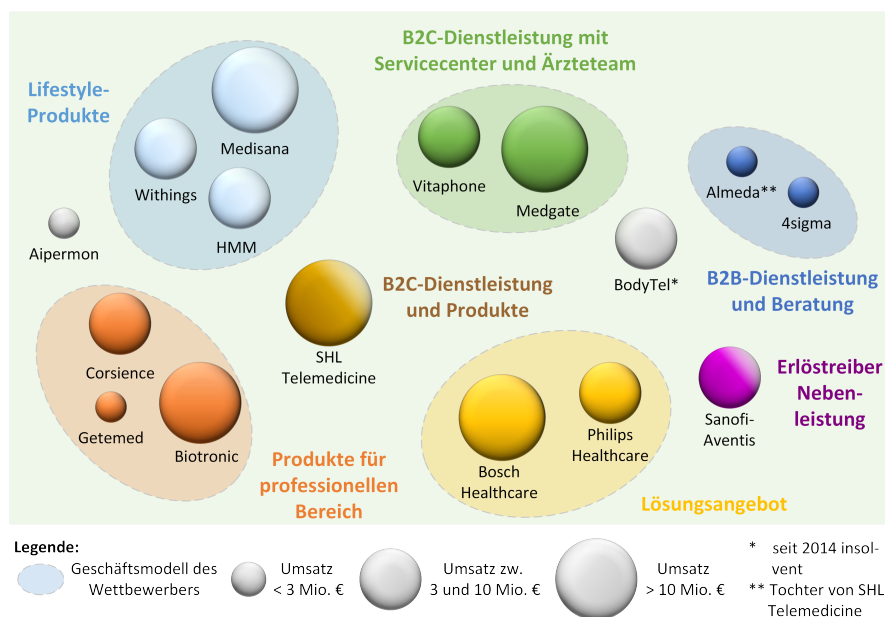 B2C-Dienstleistung mit
Servicecenter und Ärzteteam
Lifestyle-
Produkte
Medisana
Withings
HMM
Vitaphone
Medgate
Almeda**
4sigma
Aipermon
BodyTel*
B2B-Dienstleistung
und Beratung
B2C-Dienstleistung
und Produkte
SHL
Telemedicine
Corsience
Getemed
Biotronic
Produkte für
professionellen
Bereich
Bosch
Healthcare
Philips
Healthcare
Lösungsangebot
Sanofi-
Aventis
Erlöstreiber
Neben-
leistung
Legende:
Geschäftsmodell des
Wettbewerbers
Umsatz
< 3 Mio. €
Umsatz zw.
3 und 10 Mio. €
Umsatz
> 10 Mio. €
* seit 2014 insol-
vent
** Tochter von SHL
Telemedicine